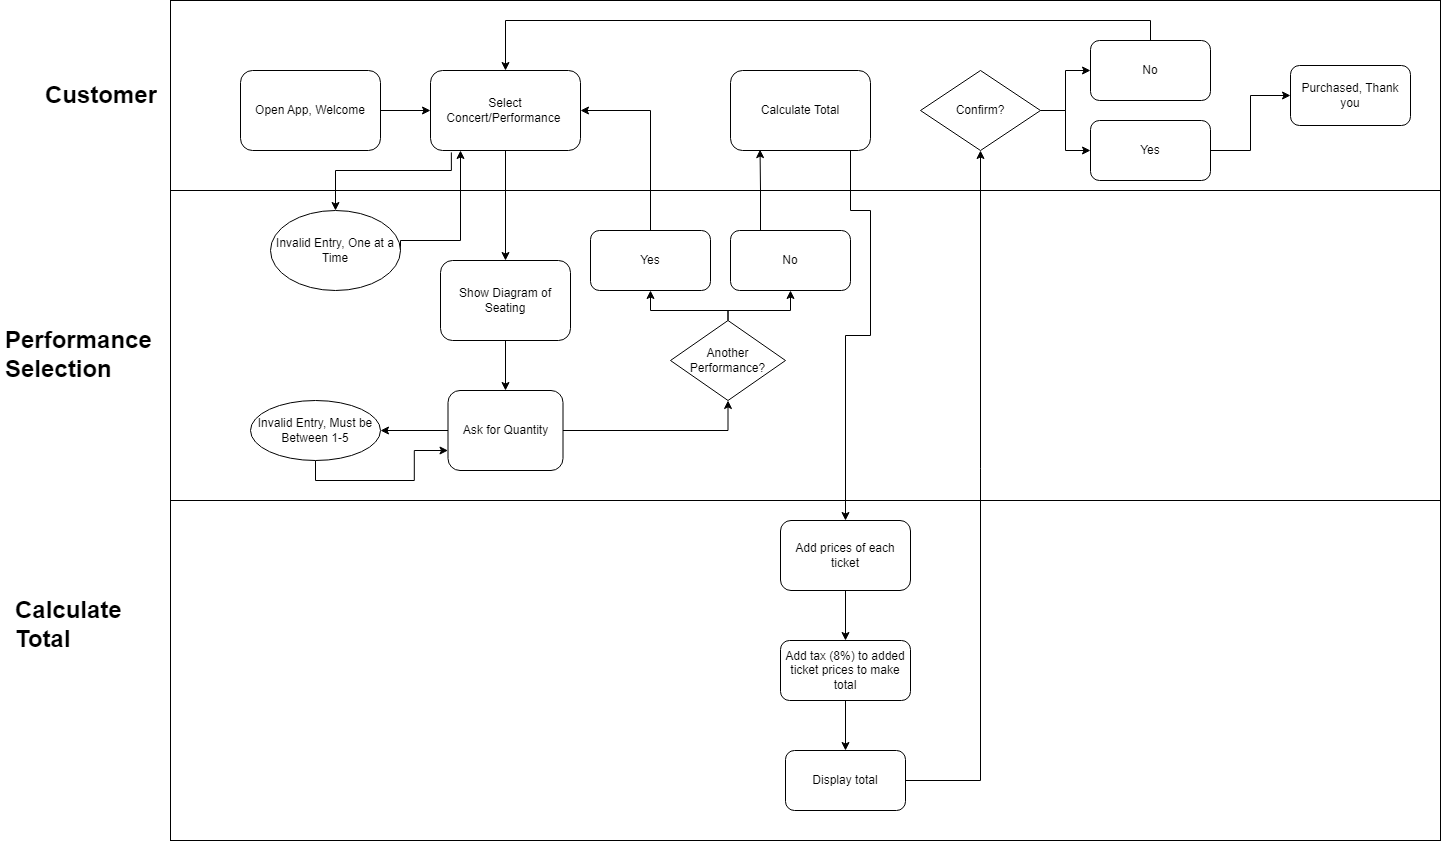 Customer
Open App, Welcome
Select
Concert/Performance
Calculate Total
Confirm?
No
Yes
Purchased, Thank
you
Performance
Selection
Invalid Entry, One at a
Time
Show Diagram of
Seating
Yes
No
Another
Performance?
Invalid Entry, Must be
Between 1-5
Ask for Quantity
Calculate
Total
Add prices of each
ticket
Add tax (8%) to added
ticket prices to make
total
Display total